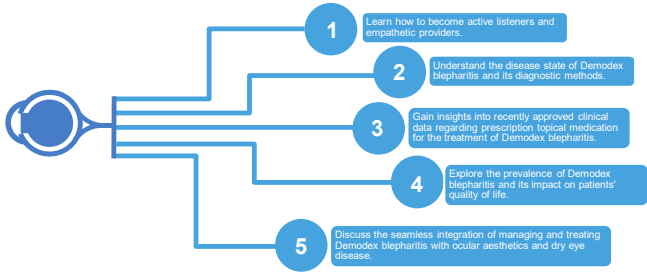 1
Learn how to become active listeners and
empathetic providers.
2
Understand the disease state of Demodex
blepharitis and its diagnostic methods.
3
Gain insights into recently approved clinical
data regarding prescription topical medication
for the treatment of Demodex blepharitis.
4
Explore the prevalence of Demodex
blepharitis and its impact on patients'
quality of life.
5
Discuss the seamless integration of managing and treating
Demodex blepharitis with ocular aesthetics and dry eye
disease.